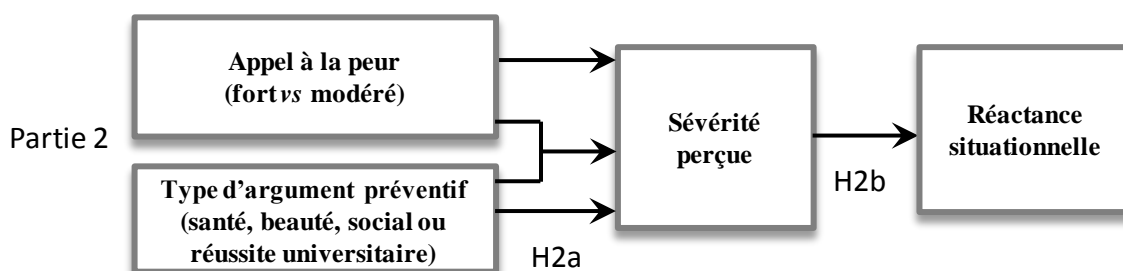 Appel à la peur
(fort vs modéré)
Partie 2
Type d'argument préventif
(santé, beauté, social ou
réussite universitaire)
H2a
Sévérité
perçue
H2b
Réactance
situationnelle